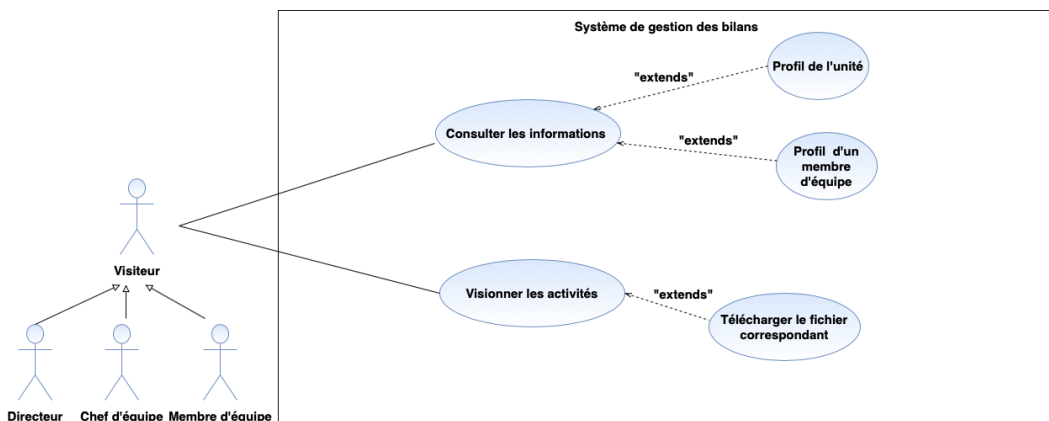 Système de gestion des bilans
Profil de l'unité
"extends"
Consulter les informations
"extends"
Profil d'un
membre
d'équipe
Visiteur
Visionner les activités
"extends"
Télécharger le fichier
correspondant
Directeur
Chef d'équipe
Membre d'équipe